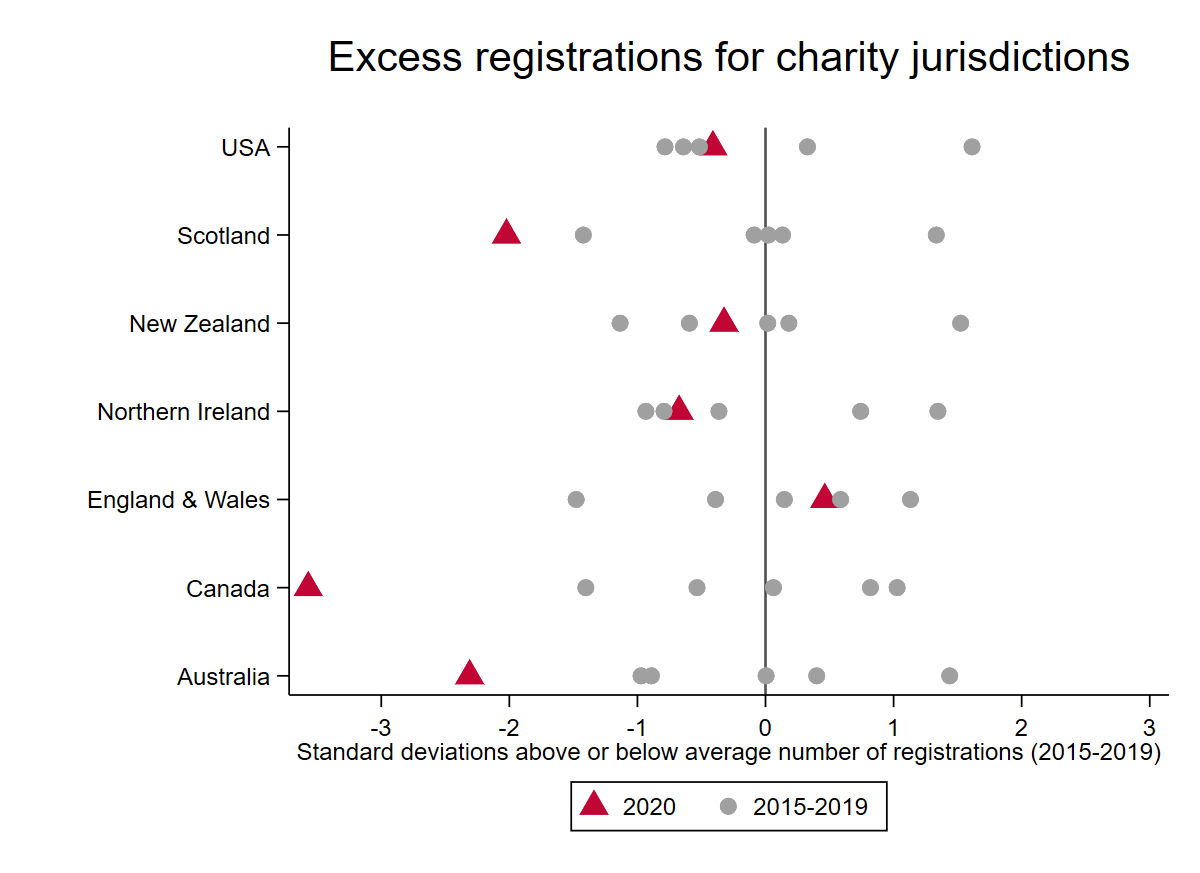 Excess registrations for charity jurisdictions
USA
Scotland
New Zealand
Northern Ireland
England & Wales
Canada
Australia
-3 -2 -1 0 1 2 3
Standard deviations above or below average number of registrations (2015-2019)
2020 2015-2019